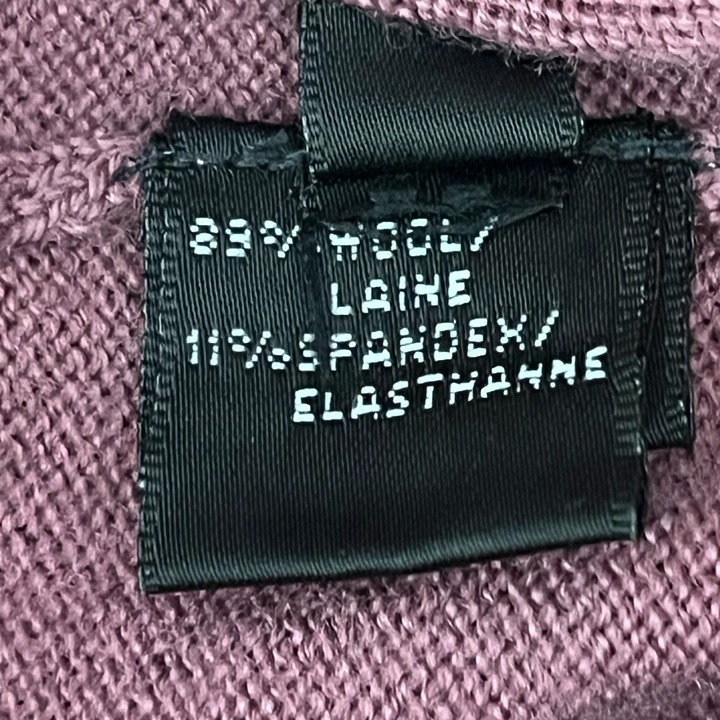 89% WOOL/
LAINE
11% SPANDEX/
ELASTHANNE